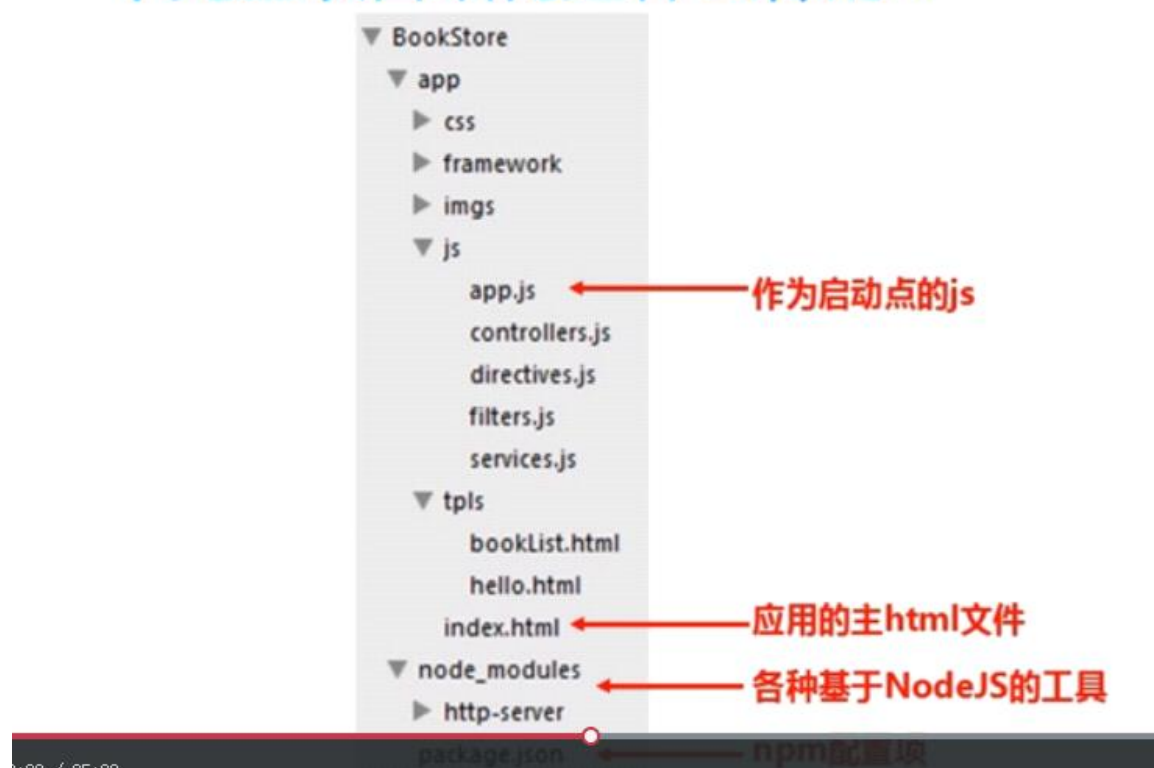 BookStore
app
css
framework
imgs
js
app.js 作为启动点的js
controllers.js
directives.js
filters.js
services.js
tpls
bookList.html
hello.html
index.html 应用的主html文件
node_modules 各种基于NodeJS的工具
http-server
package.json npm配置项